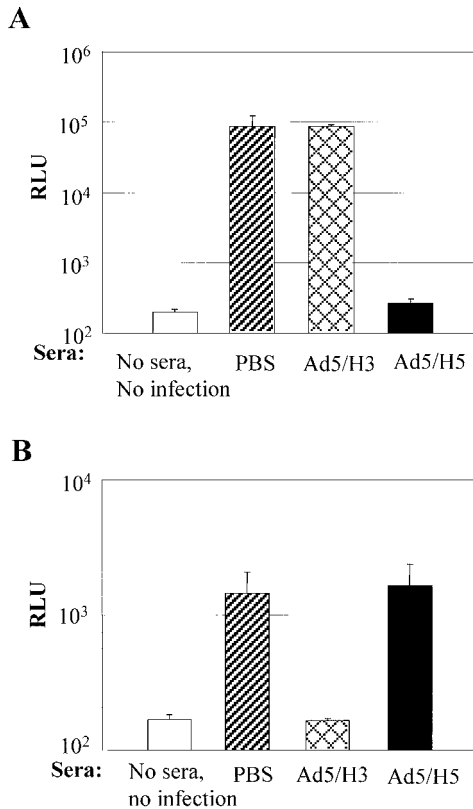 A
10⁶
10⁵
10⁴
10³
10²
RLU
Sera:
No sera,
No infection
PBS
Ad5/H3
Ad5/H5
B
10⁴
10³
10²
RLU
Sera:
No sera,
no infection
PBS
Ad5/H3
Ad5/H5